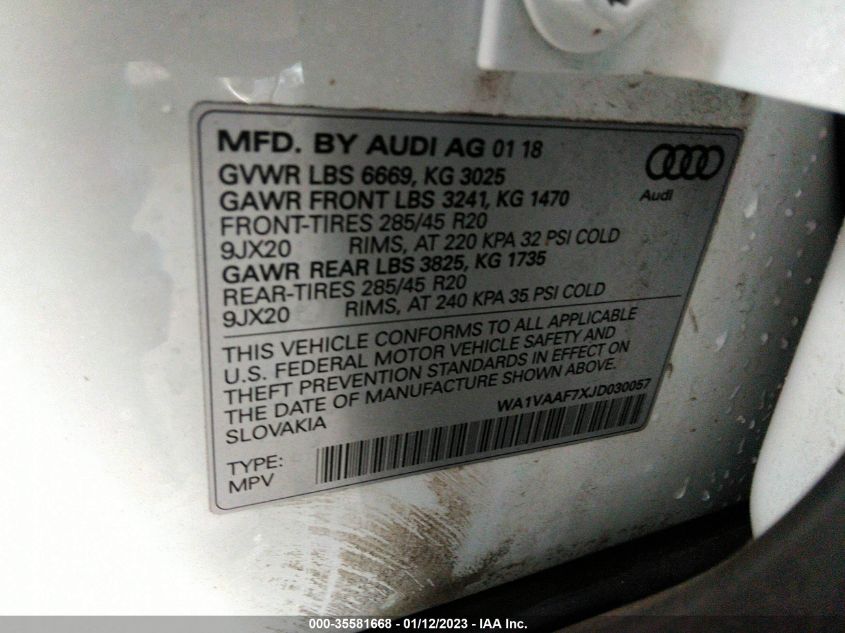 MFD. BY AUDI AG 01 18
GVWR LBS 6669, KG 3025
GAWR FRONT LBS 3241, KG 1470
FRONT-TIRES 285/45 R20
9JX20 RIMS, AT 220 KPA 32 PSI COLD
GAWR REAR LBS 3825, KG 1735
REAR-TIRES 285/45 R20
9JX20 RIMS, AT 240 KPA 35 PSI COLD
Audi
THIS VEHICLE CONFORMS TO ALL APPLICABLE
U.S. FEDERAL MOTOR VEHICLE SAFETY AND
THEFT PREVENTION STANDARDS IN EFFECT ON
THE DATE OF MANUFACTURE SHOWN ABOVE.
SLOVAKIA
WA1VAAF7XJD030057
TYPE:
MPV
000-35581668 - 01/12/2023 - IAA Inc.